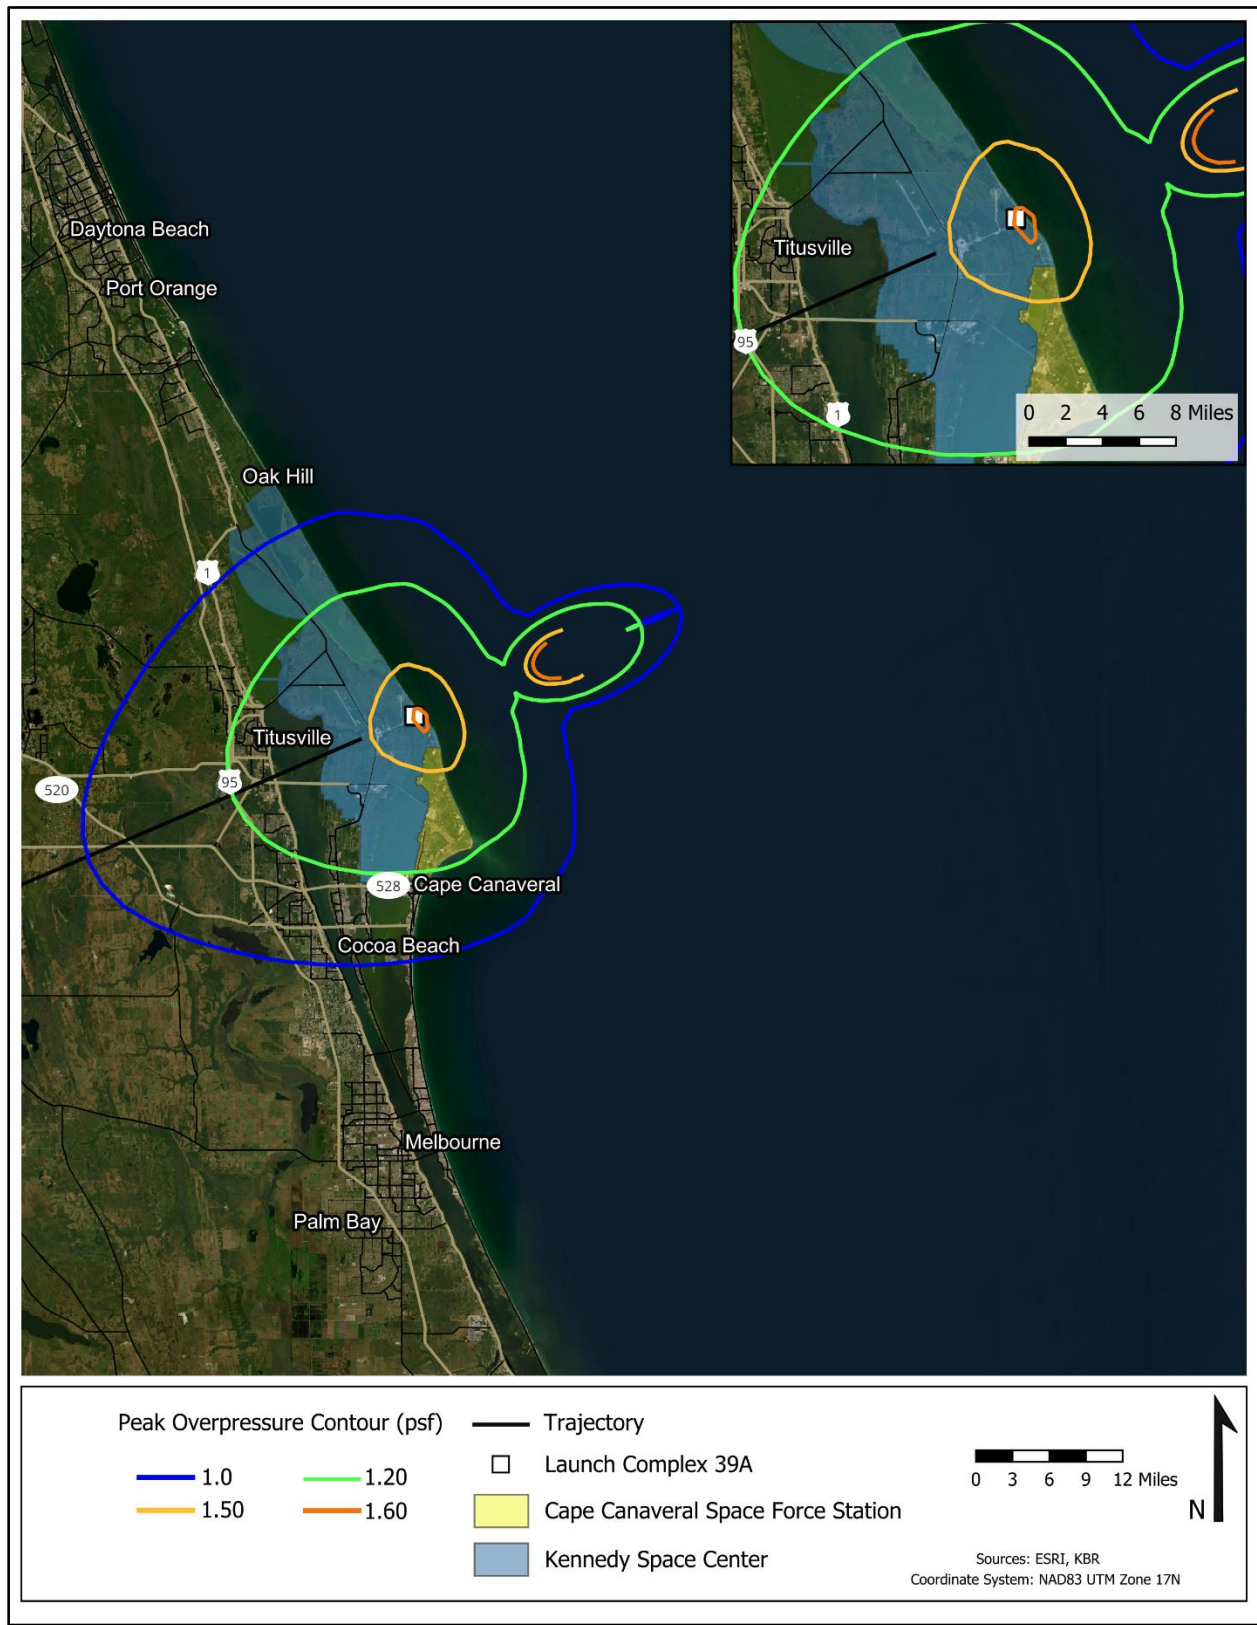 Daytona Beach
Port Orange
Oak Hill
1
Titusville
95
520
528
Cape Canaveral
Cocoa Beach
Melbourne
Palm Bay
Titusville
95
1
0 2 4 6 8 Miles
Peak Overpressure Contour (psf)
1.0
1.20
1.50
1.60
Trajectory
Launch Complex 39A
Cape Canaveral Space Force Station
Kennedy Space Center
0 3 6 9 12 Miles
N
Sources: ESRI, KBR
Coordinate System: NAD83 UTM Zone 17N